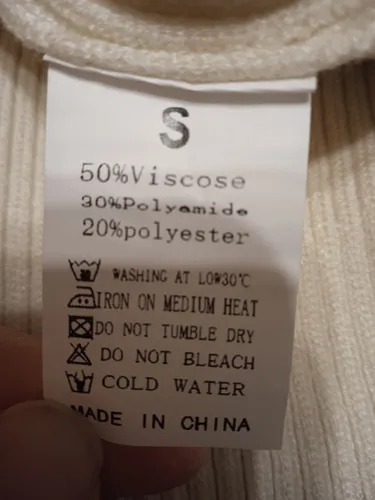 S
50%Viscose
30%Polyamide
20%polyester
WASHING AT LOW30℃
IRON ON MEDIUM HEAT
DO NOT TUMBLE DRY
DO NOT BLEACH
COLD WATER
MADE IN CHINA